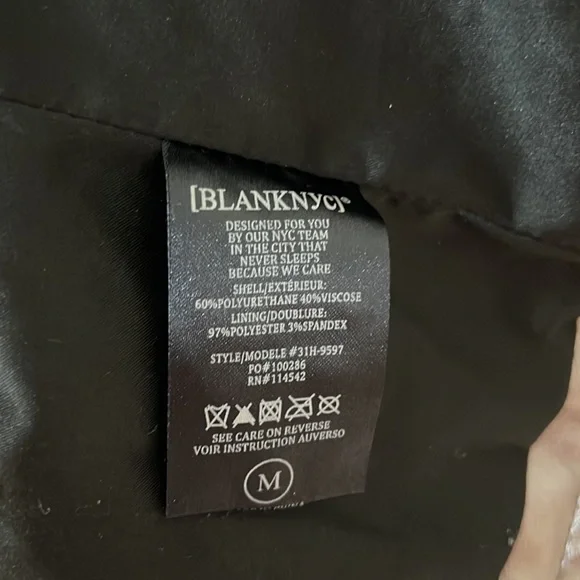 [BLANKNYC]®
DESIGNED FOR YOU
BY OUR NYC TEAM
IN THE CITY THAT
NEVER SLEEPS
BECAUSE WE CARE
SHELL/EXTÉRIEUR:
60%POLYURETHANE 40%VISCOSE
LINING/DOUBLURE:
97%POLYESTER 3%SPANDEX
STYLE/MODELE #31H-9597
PO#100286
RN#114542
SEE CARE ON REVERSE
VOIR INSTRUCTION AUVERSO
M